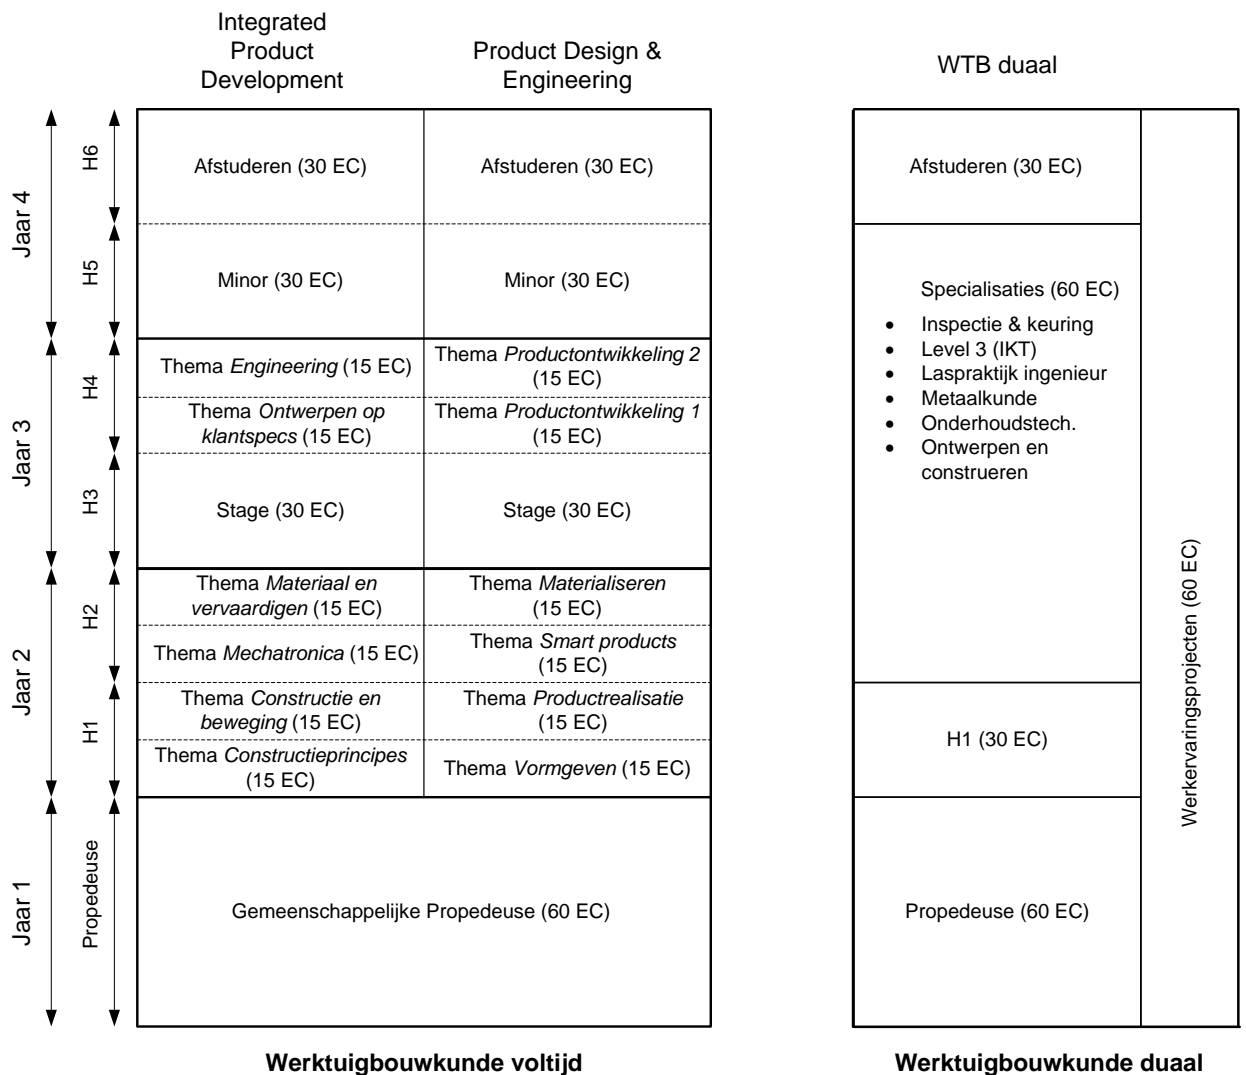 Integrated
Product
Development
Product Design &
Engineering
WTB duaal
Jaar 4
H6
Afstuderen (30 EC)
Afstuderen (30 EC)
Afstuderen (30 EC)
H5
Minor (30 EC)
Minor (30 EC)
Specialisaties (60 EC)
• Inspectie & keuring
• Level 3 (IKT)
• Laspraktijk ingenieur
• Metaalkunde
• Onderhoudstech.
• Ontwerpen en
construeren
Werkervaringsprojecten (60 EC)
Jaar 3
H4
Thema Engineering (15 EC)
Thema Productontwikkeling 2
(15 EC)
Thema Ontwerpen op
klantspecs (15 EC)
Thema Productontwikkeling 1
(15 EC)
H3
Stage (30 EC)
Stage (30 EC)
Jaar 2
H2
Thema Materiaal en
vervaardigen (15 EC)
Thema Materialiseren
(15 EC)
Thema Mechatronica (15 EC)
Thema Smart products
(15 EC)
H1
Thema Constructie en
beweging (15 EC)
Thema Productrealisatie
(15 EC)
H1 (30 EC)
Thema Constructieprincipes
(15 EC)
Thema Vormgeven (15 EC)
Jaar 1
Propedeuse
Gemeenschappelijke Propedeuse (60 EC)
Propedeuse (60 EC)
Werktuigbouwkunde voltijd
Werktuigbouwkunde duaal